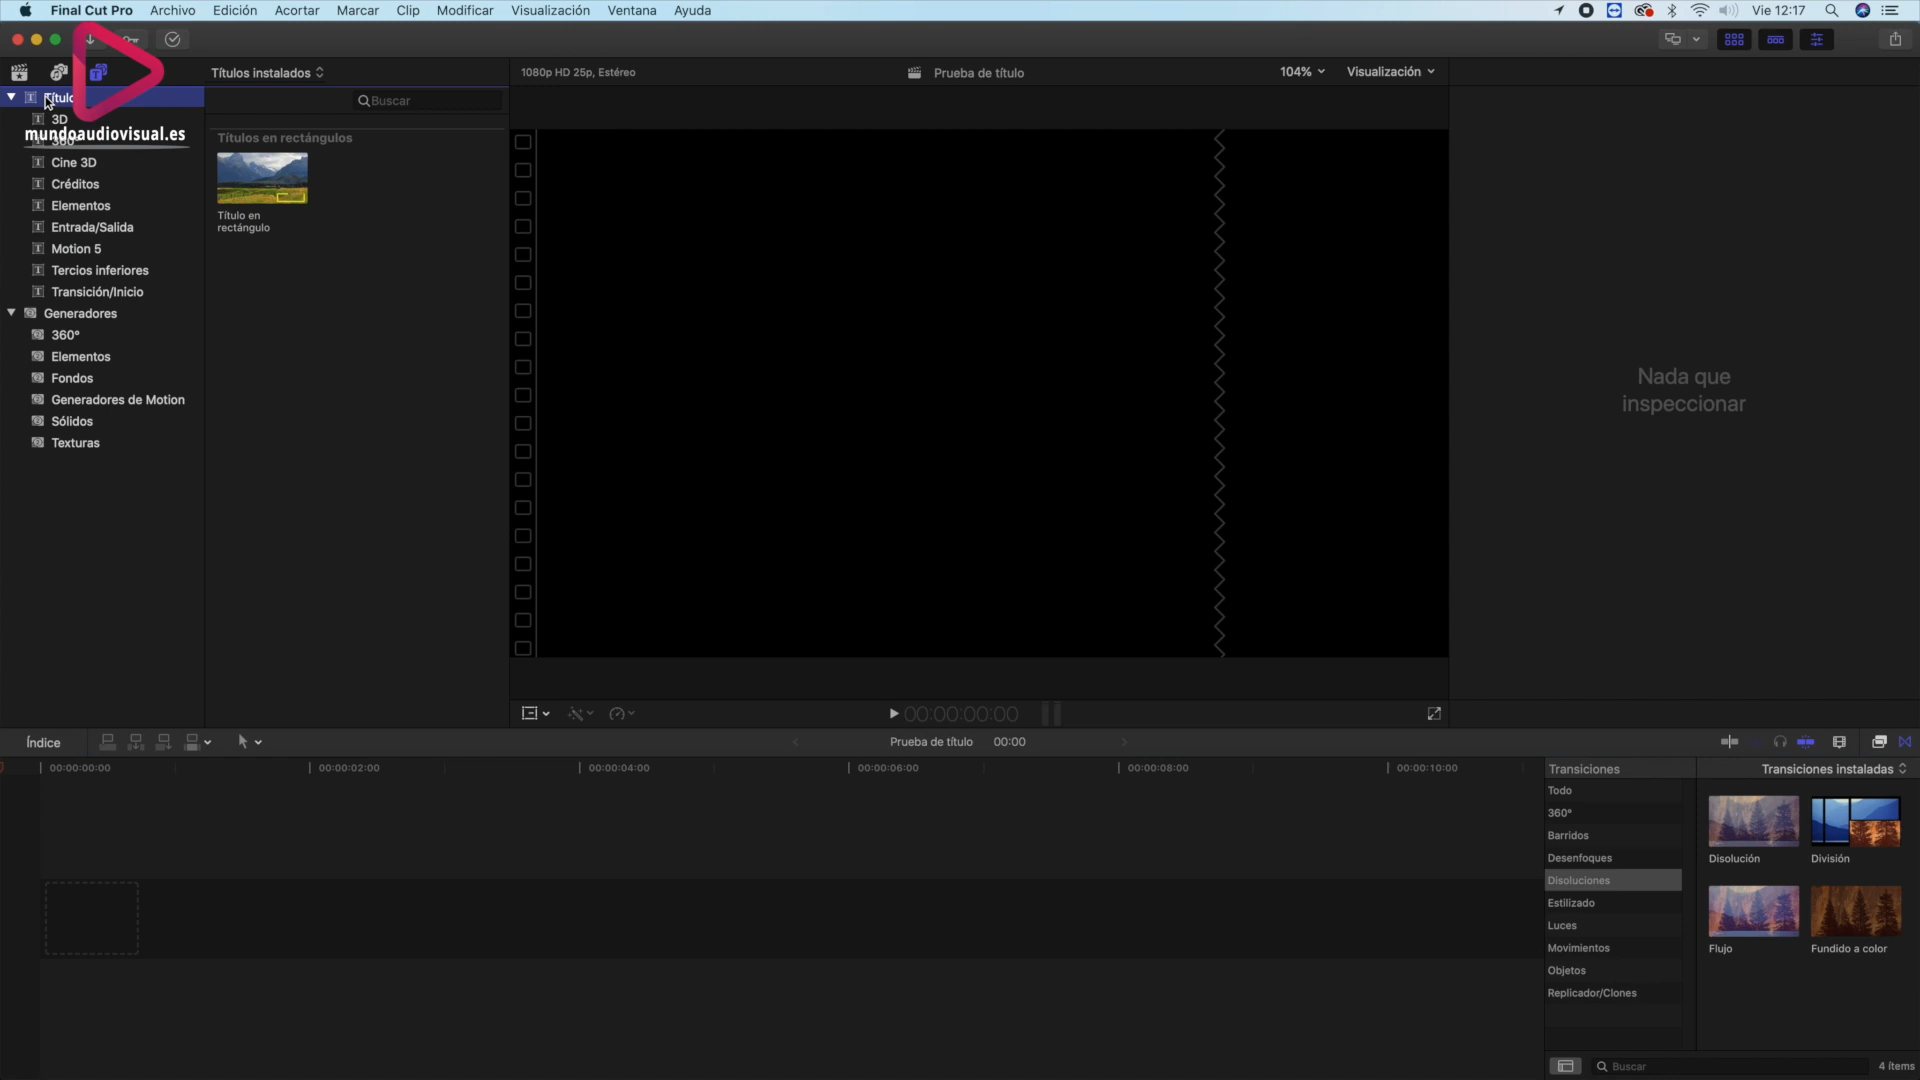 Final Cut Pro Archivo Edición Acortar Marcar Clip Modificar Visualización Ventana Ayuda Vie 12:17
Títulos instalados
1080p HD 25p, Estéreo
Prueba de título
104%
Visualización
Buscar
3D
mundoaudiovisual.es
360°
Cine 3D
Créditos
Elementos
Entrada/Salida
Motion 5
Tercios inferiores
Transición/Inicio
Generadores
360°
Elementos
Fondos
Generadores de Motion
Sólidos
Texturas
Títulos en rectángulos
Título en
rectángulo
Nada que
inspeccionar
00:00:00:00
Índice
Prueba de título 00:00
00:00:00:00 00:00:02:00 00:00:04:00 00:00:06:00 00:00:08:00 00:00:10:00
Transiciones
Todo
360°
Barridos
Desenfoques
Disoluciones
Estilizado
Luces
Movimientos
Objetos
Replicador/Clones
Transiciones instaladas
Disolución
División
Flujo
Fundido a color
Buscar
4 ítems